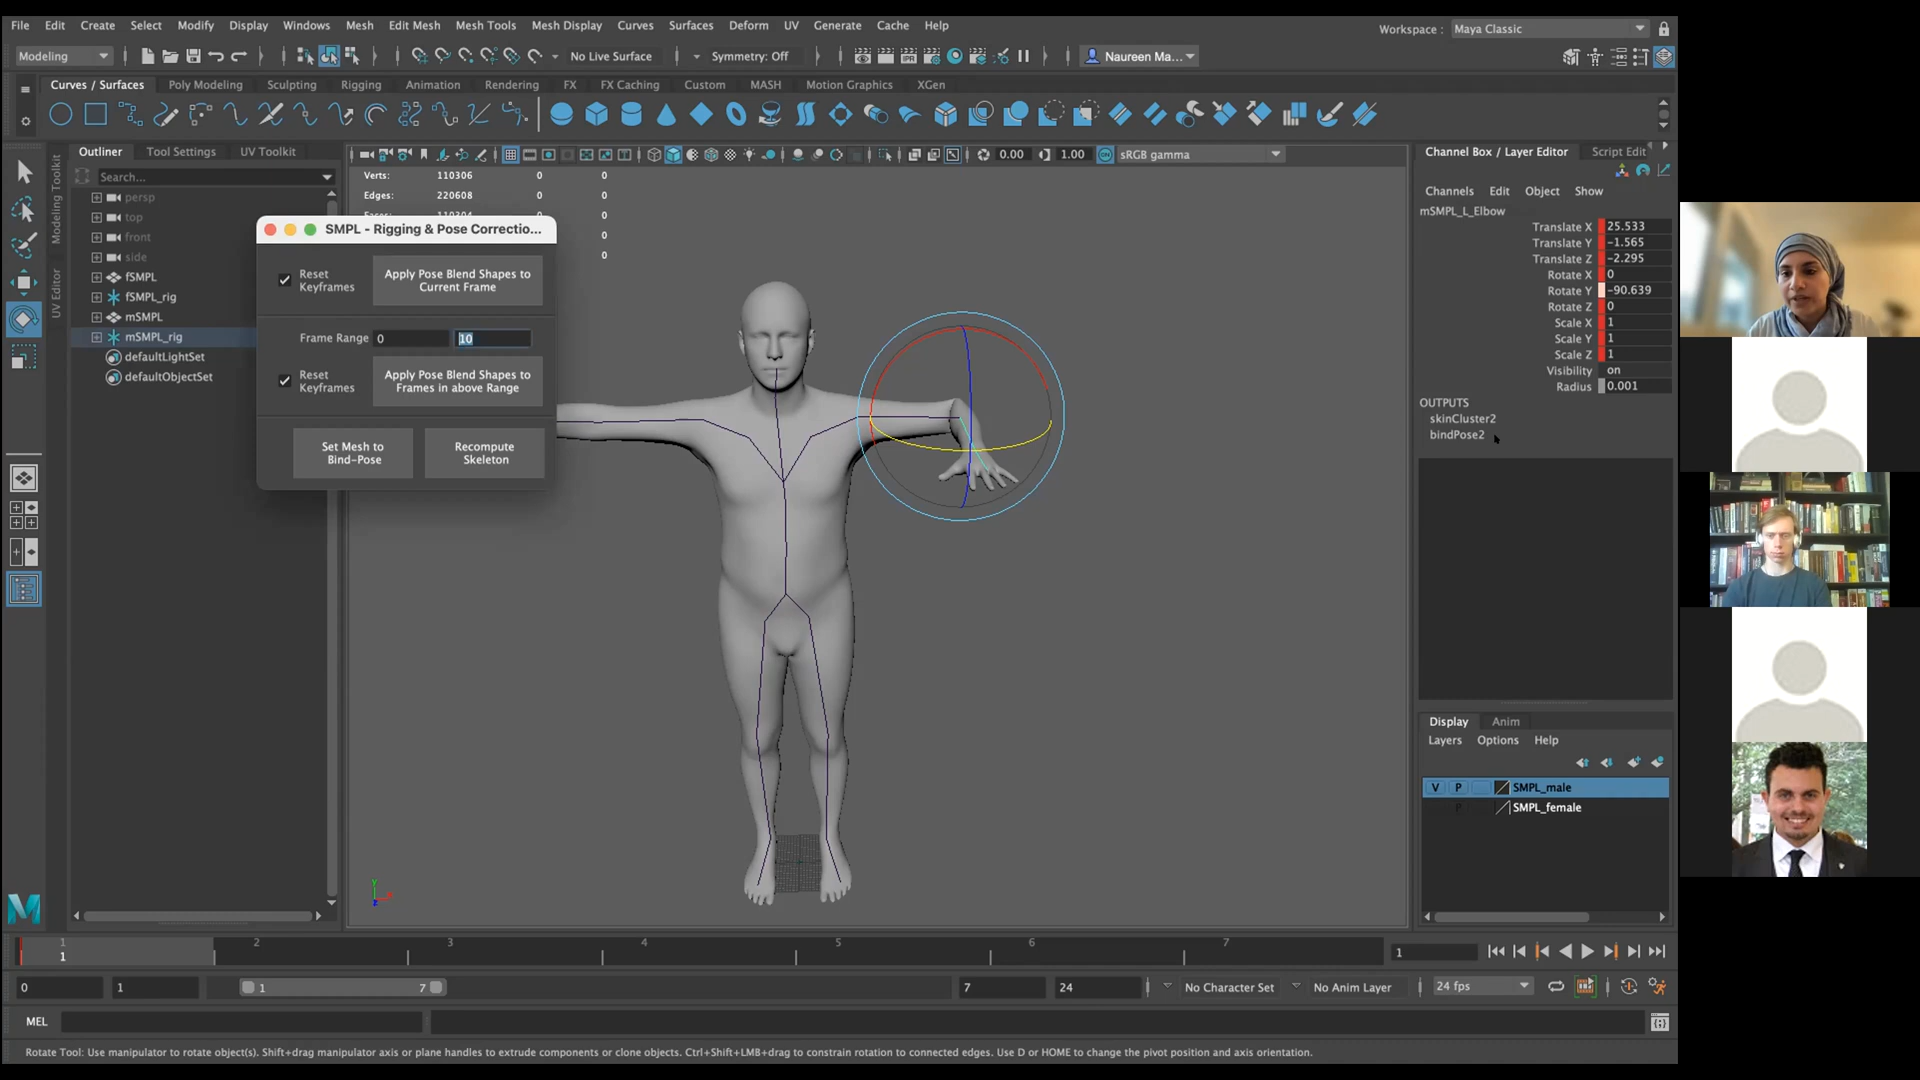 File Edit Create Select Modify Display Windows Mesh Edit Mesh Mesh Tools Mesh Display Curves Surfaces Deform UV Generate Cache Help
Workspace : Maya Classic
Modeling
No Live Surface
Symmetry: Off
Naureen Ma...
Curves / Surfaces Poly Modeling Sculpting Rigging Animation Rendering FX FX Caching Custom MASH Motion Graphics XGen
Outliner Tool Settings UV Toolkit
Modeling Toolkit
UV Editor
Search...
persp
top
front
side
fSMPL
fSMPL_rig
mSMPL
mSMPL_rig
defaultLightSet
defaultObjectSet
0.00 1.00 sRGB gamma
Verts: 110306 0 0
Edges: 220608 0 0
0
0
0
SMPL - Rigging & Pose Correctio...
Reset
Keyframes
Apply Pose Blend Shapes to
Current Frame
Frame Range 0 10
Reset
Keyframes
Apply Pose Blend Shapes to
Frames in above Range
Set Mesh to
Bind-Pose
Recompute
Skeleton
Channel Box / Layer Editor Script Edit
Channels Edit Object Show
mSMPL_L_Elbow
Translate X 25.533
Translate Y -1.565
Translate Z -2.295
Rotate X 0
Rotate Y -90.639
Rotate Z 0
Scale X 1
Scale Y 1
Scale Z 1
Visibility on
Radius 0.001
OUTPUTS
skinCluster2
bindPose2
Display Anim
Layers Options Help
V P SMPL_male
P SMPL_female
1 2 3 4 5 6 7
1
1
0 1 1 7 7 24 No Character Set No Anim Layer 24 fps
MEL
Rotate Tool: Use manipulator to rotate object(s). Shift+drag manipulator axis or plane handles to extrude components or clone objects. Ctrl+Shift+LMB+drag to constrain rotation to connected edges. Use D or HOME to change the pivot position and axis orientation.